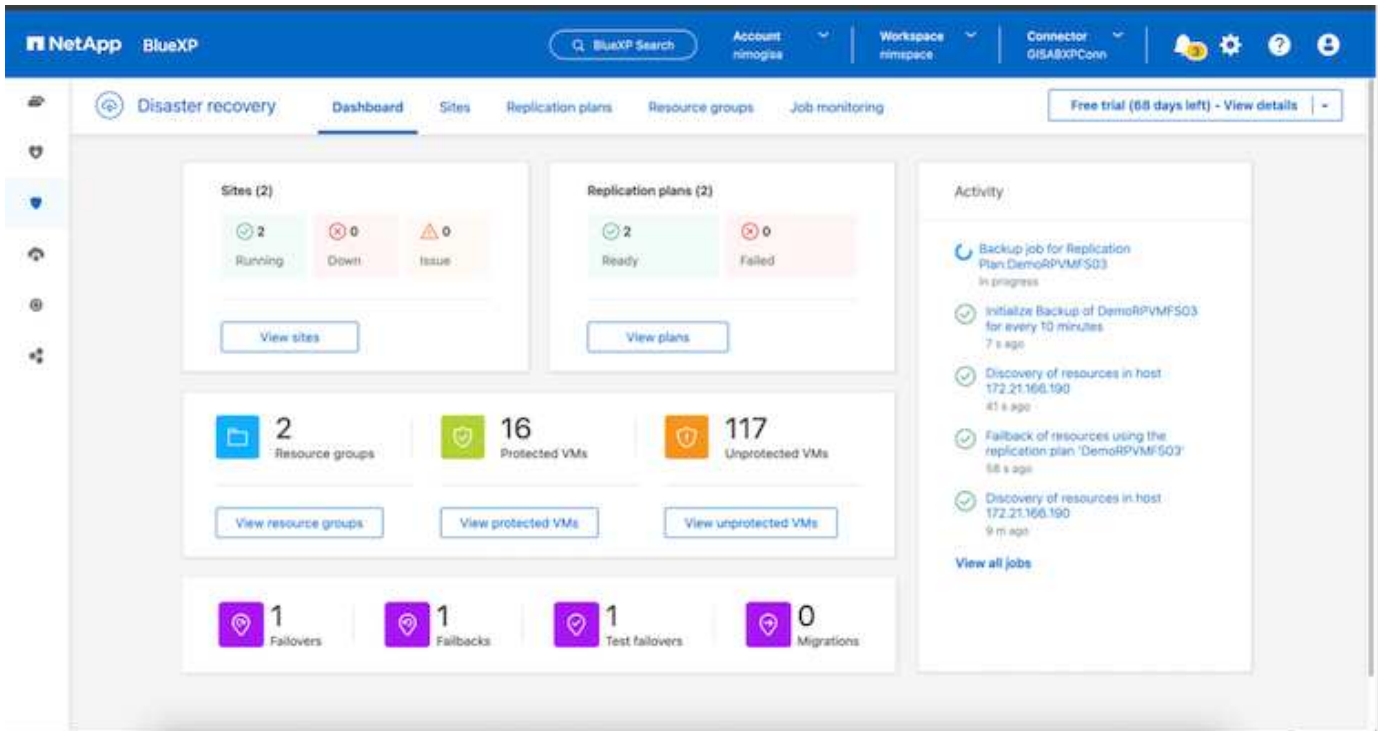 NetApp BlueXP
BlueXP Search
Account
nimogisa
Workspace
nimspace
Connector
GISABXPConn
3
Disaster recovery
Dashboard
Sites
Replication plans
Resource groups
Job monitoring
Free trial (68 days left) - View details
Sites (2)
2
Running
0
Down
0
Issue
View sites
Replication plans (2)
2
Ready
0
Failed
View plans
2
Resource groups
View resource groups
16
Protected VMs
View protected VMs
117
Unprotected VMs
View unprotected VMs
1
Failovers
1
Failbacks
1
Test failovers
0
Migrations
Activity
Backup job for Replication
Plan:DemoRPVMFS03
In progress
Initialize Backup of DemoRPVMFS03
for every 10 minutes
7 s ago
Discovery of resources in host
172.21.166.190
41 s ago
Failback of resources using the
replication plan 'DemoRPVMFS03'
58 s ago
Discovery of resources in host
172.21.166.190
9 m ago
View all jobs